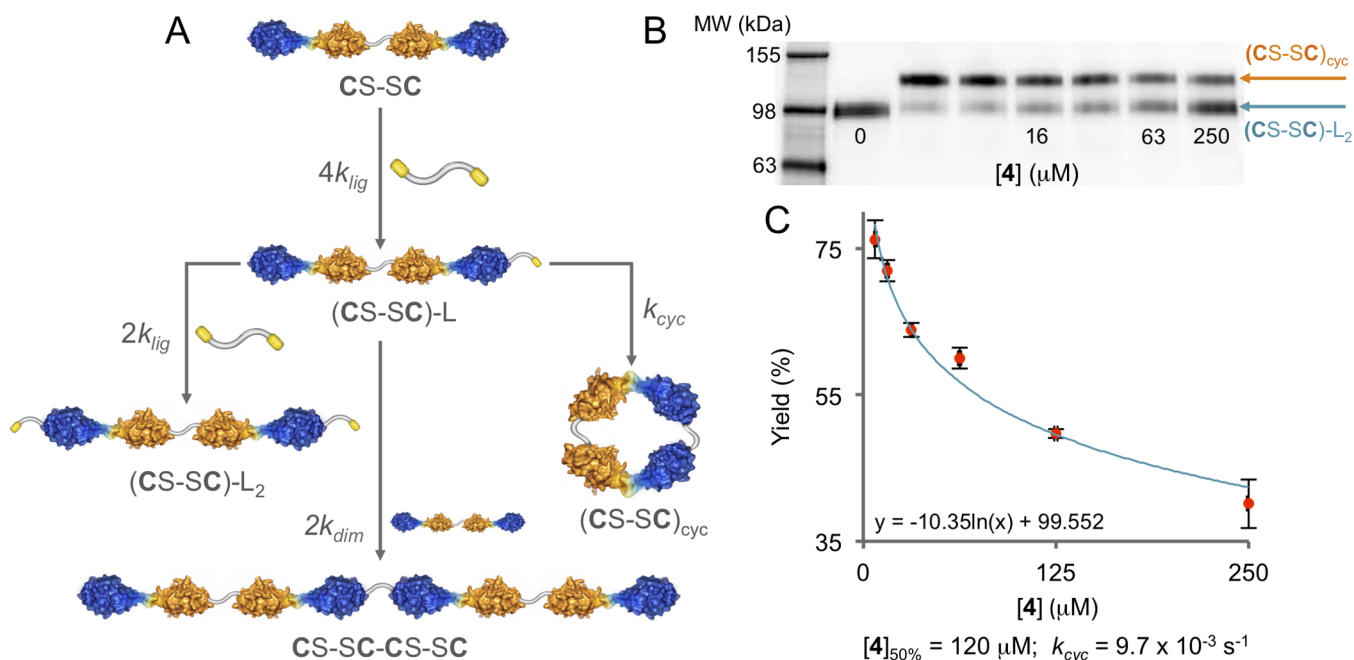 A
CS-SC
4k_lig
(CS-SC)-L
2k_lig
k_cyc
(CS-SC)-L₂
(CS-SC)cyc
2k_dim
CS-SC-CS-SC
B
MW (kDa)
155
98
63
0
16
63
250
[4] (μM)
(CS-SC)cyc
(CS-SC)-L₂
C
Yield (%)
75
55
35
y = -10.35ln(x) + 99.552
0
125
250
[4] (μM)
[4]50% = 120 μM; kcyc = 9.7 x 10⁻³ s⁻¹